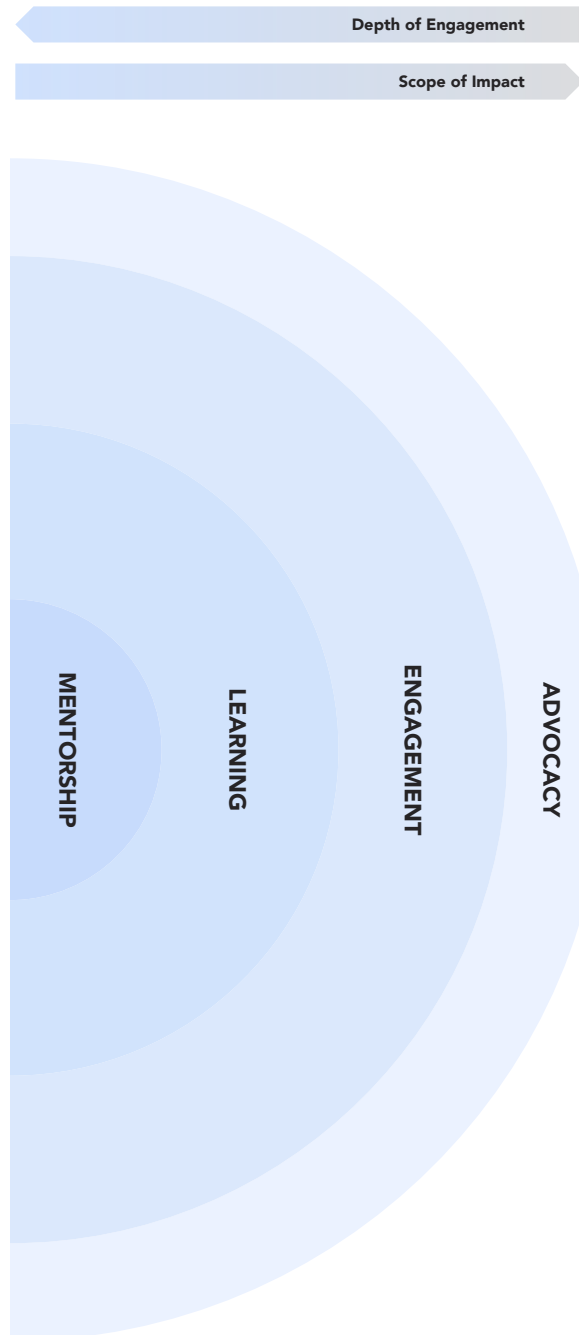 Depth of Engagement
Scope of Impact
MENTORSHIP
LEARNING
ENGAGEMENT
ADVOCACY